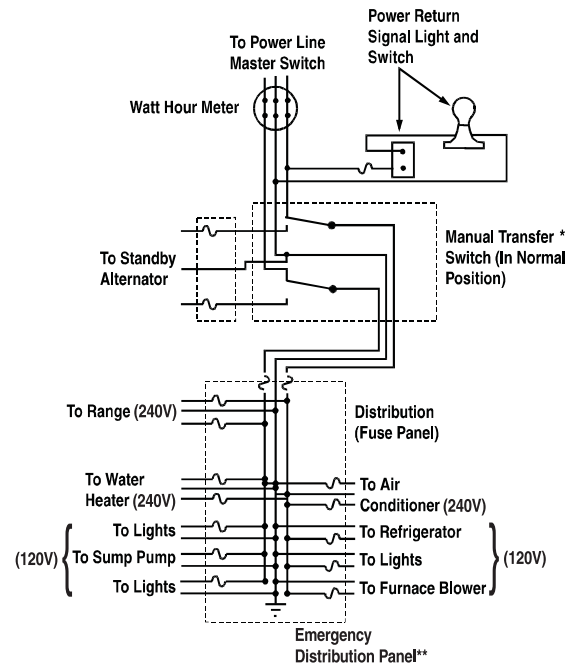 Power Return
Signal Light and
Switch
To Power Line
Master Switch
Watt Hour Meter
To Standby
Alternator
Manual Transfer *
Switch (In Normal
Position)
To Range (240V)
Distribution
(Fuse Panel)
To Water
Heater (240V)
To Air
Conditioner (240V)
(120V)
To Lights
To Sump Pump
To Lights
To Refrigerator
To Lights
To Furnace Blower
(120V)
Emergency
Distribution Panel**